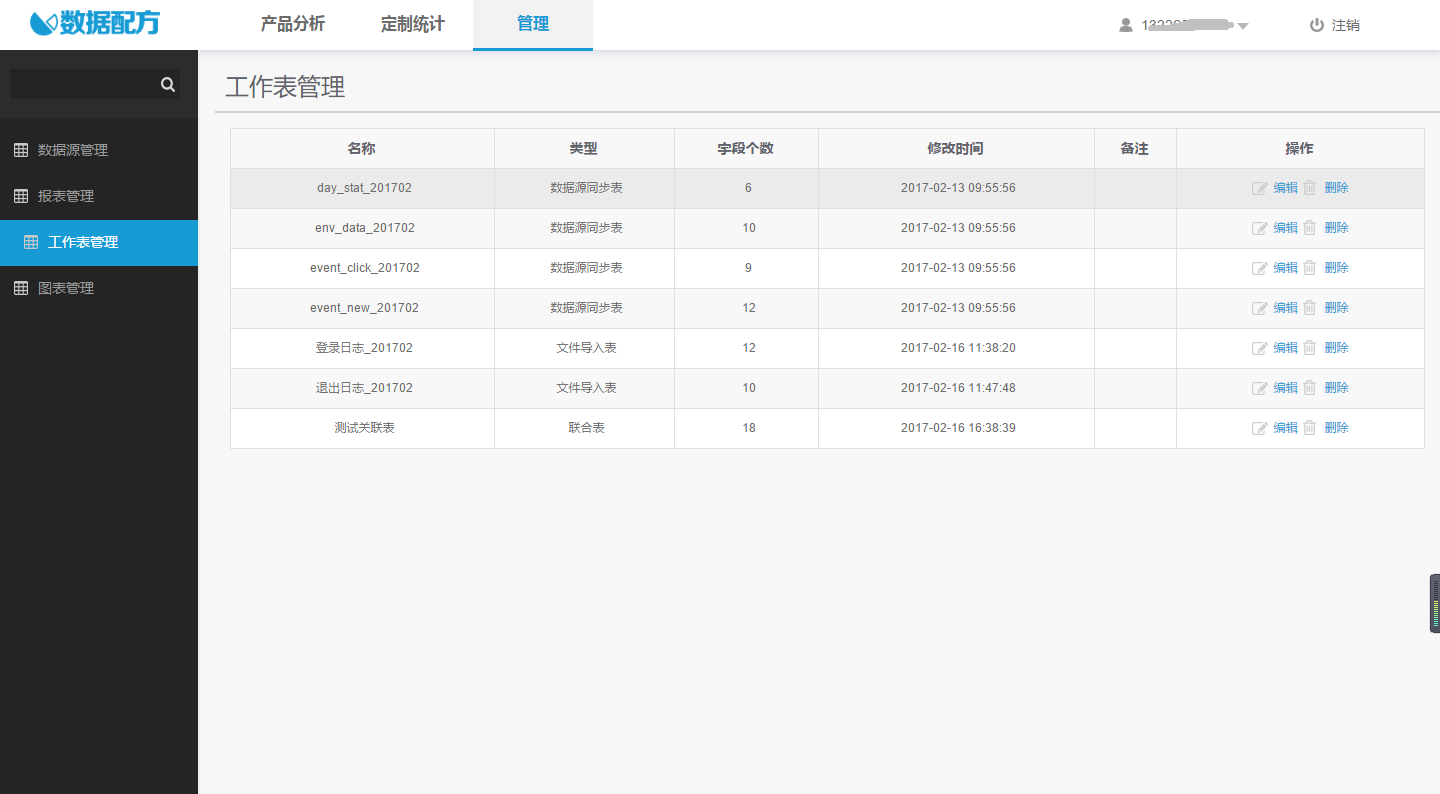 数据配方 产品分析 定制统计 管理 注销
工作表管理
数据源管理
报表管理
工作表管理
图表管理
名称 类型 字段个数 修改时间 备注 操作
day_stat_201702 数据源同步表 6 2017-02-13 09:55:56 编辑 删除
env_data_201702 数据源同步表 10 2017-02-13 09:55:56 编辑 删除
event_click_201702 数据源同步表 9 2017-02-13 09:55:56 编辑 删除
event_new_201702 数据源同步表 12 2017-02-13 09:55:56 编辑 删除
登录日志_201702 文件导入表 12 2017-02-16 11:38:20 编辑 删除
退出日志_201702 文件导入表 10 2017-02-16 11:47:48 编辑 删除
测试关联表 联合表 18 2017-02-16 16:38:39 编辑 删除